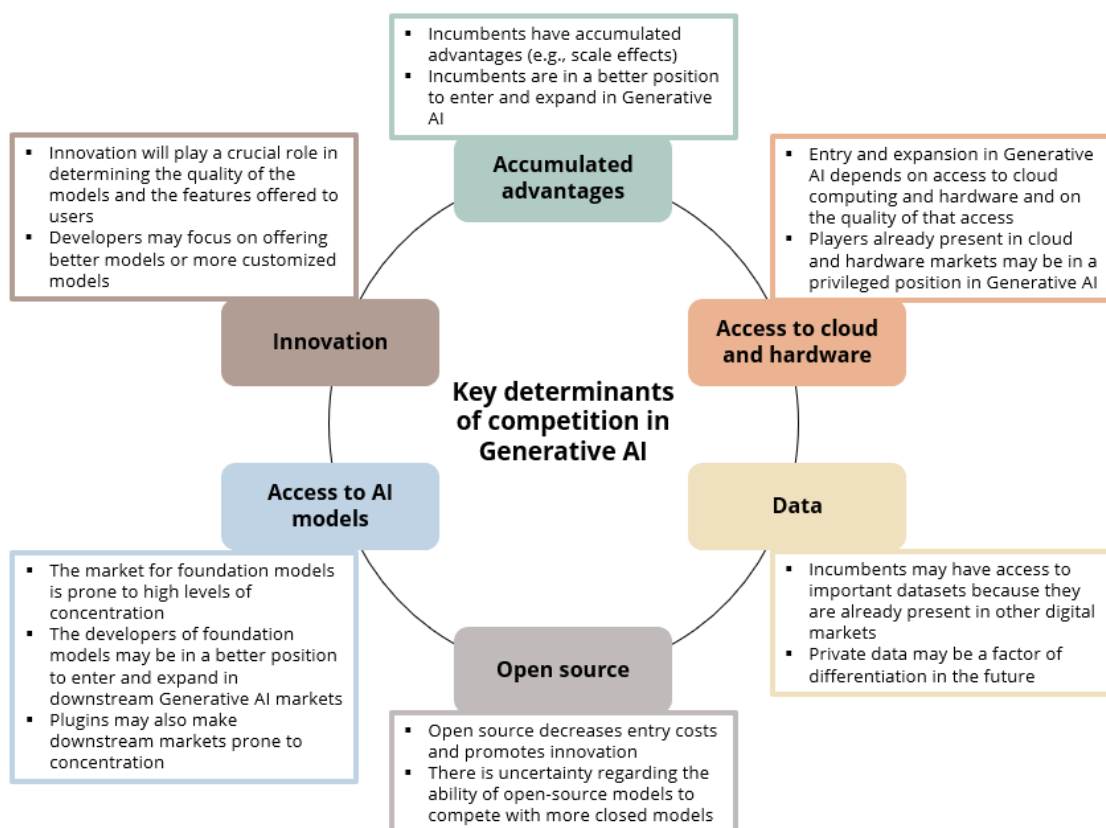 ▪ Incumbents have accumulated
advantages (e.g., scale effects)
▪ Incumbents are in a better position
to enter and expand in Generative
AI
Accumulated
advantages
▪ Entry and expansion in Generative
AI depends on access to cloud
computing and hardware and on
the quality of that access
▪ Players already present in cloud
and hardware markets may be in a
privileged position in Generative AI
Access to cloud
and hardware
▪ Innovation will play a crucial role in
determining the quality of the
models and the features offered to
users
▪ Developers may focus on offering
better models or more customized
models
Innovation
Key determinants
of competition in
Generative AI
Access to AI
models
▪ The market for foundation models
is prone to high levels of
concentration
▪ The developers of foundation
models may be in a better position
to enter and expand in
downstream Generative AI markets
▪ Plugins may also make
downstream markets prone to
concentration
Data
▪ Incumbents may have access to
important datasets because they
are already present in other digital
markets
▪ Private data may be a factor of
differentiation in the future
Open source
▪ Open source decreases entry costs
and promotes innovation
▪ There is uncertainty regarding the
ability of open-source models to
compete with more closed models